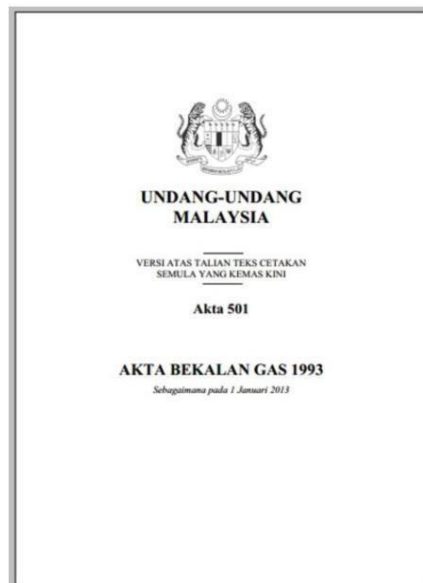 UNDANG-UNDANG
MALAYSIA
VERSI ATAS TALIAN TEKS CETAKAN
SEMULA YANG KEMAS KINI
Akta 501
AKTA BEKALAN GAS 1993
Sebagaimana pada 1 Januari 2013